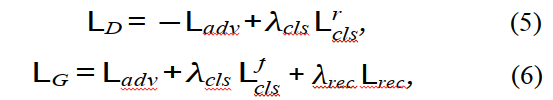 L_D = −L_adv + λ_cls L^r_cls, (5)
L_G = L_adv + λ_cls L^f_cls + λ_rec L_rec, (6)